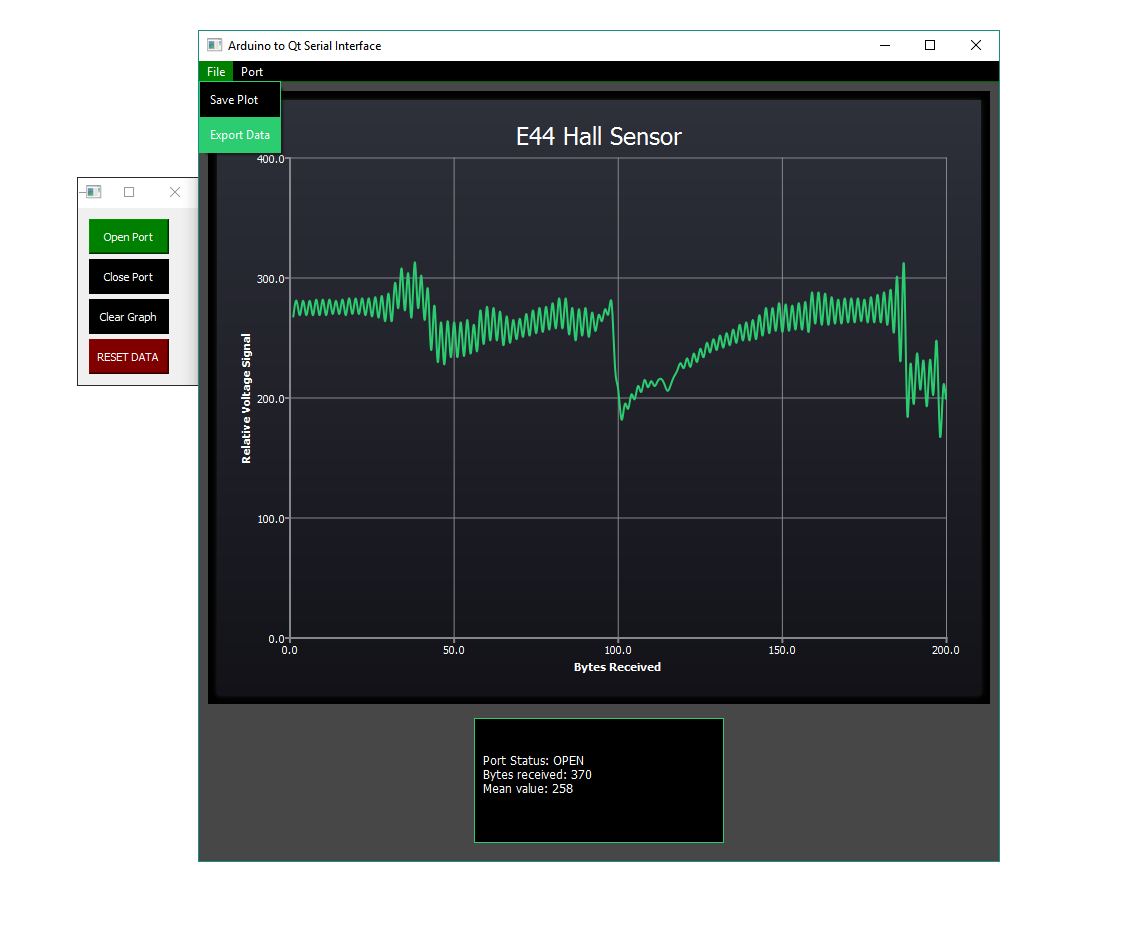 Arduino to Qt Serial Interface
File Port
Save Plot
Export Data
E44 Hall Sensor
400.0
300.0
200.0
100.0
0.0
Relative Voltage Signal
0.0 50.0 100.0 150.0 200.0
Bytes Received
Open Port
Close Port
Clear Graph
RESET DATA
Port Status: OPEN
Bytes received: 370
Mean value: 258